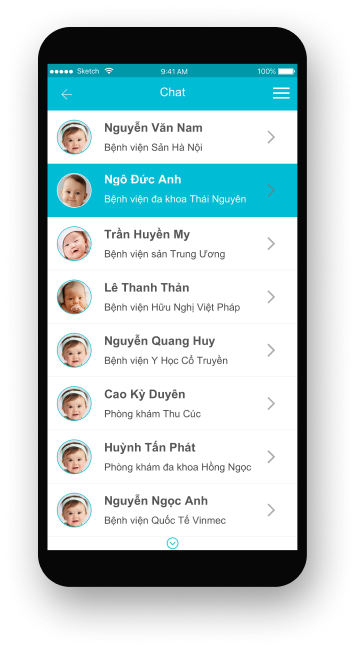 Sketch 9:41 AM 100%
Chat
Nguyễn Văn Nam
Bệnh viện Sản Hà Nội
Ngô Đức Anh
Bệnh viện đa khoa Thái Nguyên
Trần Huyền My
Bệnh viện sản Trung Ương
Lê Thanh Thản
Bệnh viện Hữu Nghị Việt Pháp
Nguyễn Quang Huy
Bệnh viện Y Học Cổ Truyền
Cao Kỳ Duyên
Phòng khám Thu Cúc
Huỳnh Tấn Phát
Phòng khám đa khoa Hồng Ngọc
Nguyễn Ngọc Anh
Bệnh viện Quốc Tế Vinmec